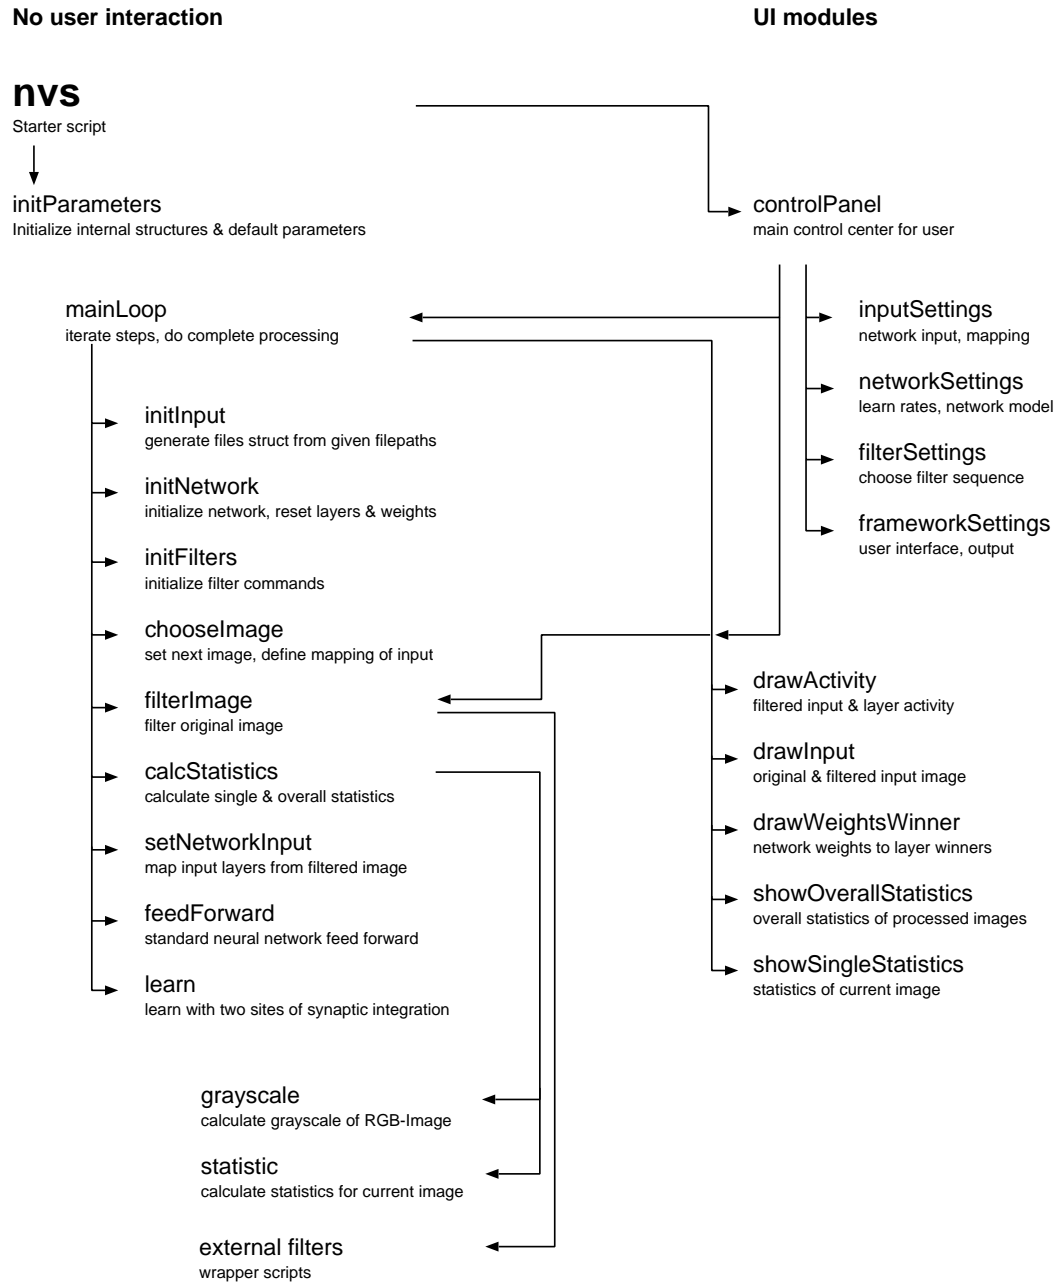 No user interaction
UI modules
nvs
Starter script
initParameters
Initialize internal structures & default parameters
controlPanel
main control center for user
mainLoop
iterate steps, do complete processing
inputSettings
network input, mapping
networkSettings
learn rates, network model
filterSettings
choose filter sequence
frameworkSettings
user interface, output
initInput
generate files struct from given filepaths
initNetwork
initialize network, reset layers & weights
initFilters
initialize filter commands
chooseImage
set next image, define mapping of input
filterImage
filter original image
calcStatistics
calculate single & overall statistics
setNetworkInput
map input layers from filtered image
feedForward
standard neural network feed forward
learn
learn with two sites of synaptic integration
drawActivity
filtered input & layer activity
drawInput
original & filtered input image
drawWeightsWinner
network weights to layer winners
showOverallStatistics
overall statistics of processed images
showSingleStatistics
statistics of current image
grayscale
calculate grayscale of RGB-Image
statistic
calculate statistics for current image
external filters
wrapper scripts